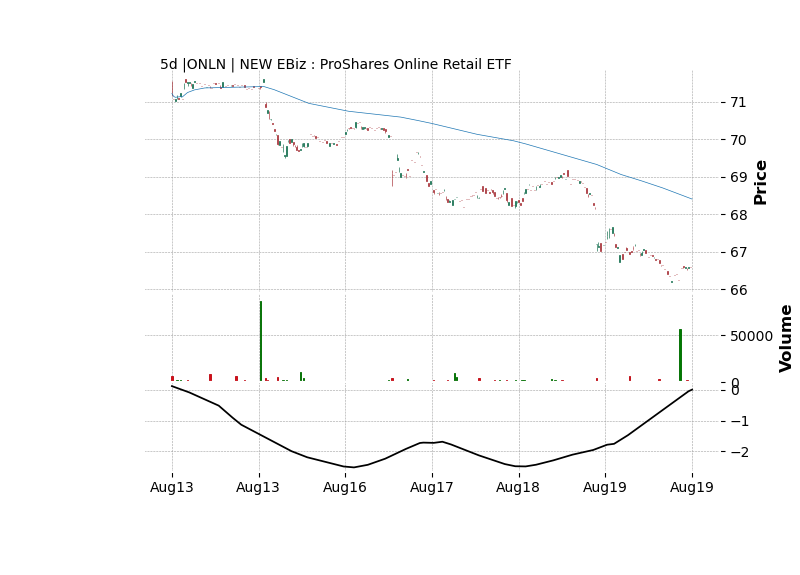 5d |ONLN | NEW EBiz : ProShares Online Retail ETF
71
70
69
68
67
66
Price
50000
0
Volume
0
−1
−2
Aug13 Aug13 Aug16 Aug17 Aug18 Aug19 Aug19